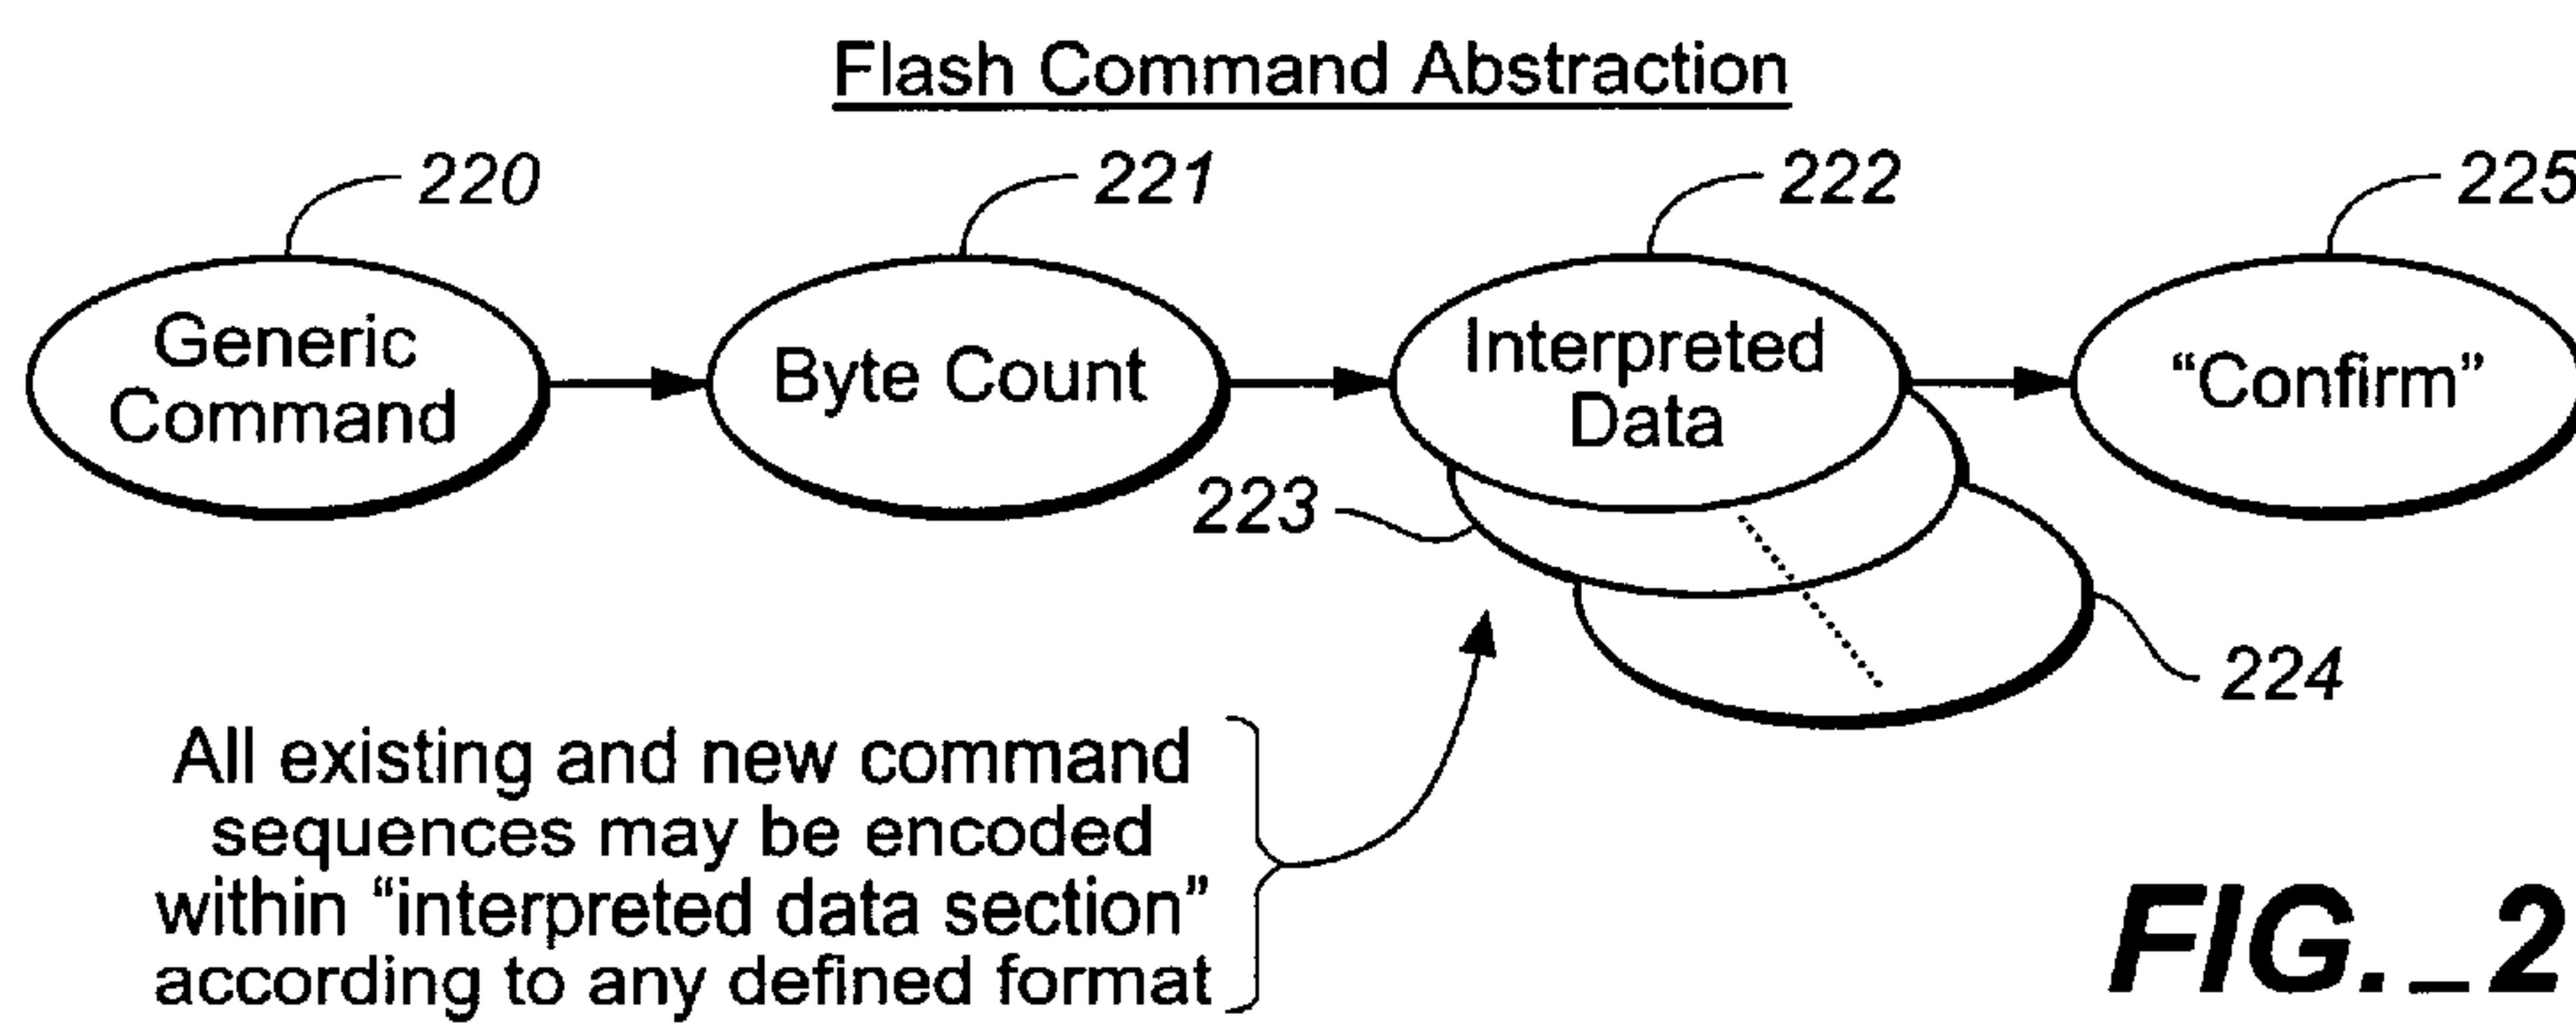 Flash Command Abstraction
220
221
222
225
Generic
Command
Byte Count
Interpreted
Data
“Confirm”
223
224
All existing and new command
sequences may be encoded
within “interpreted data section”
according to any defined format
FIG._2